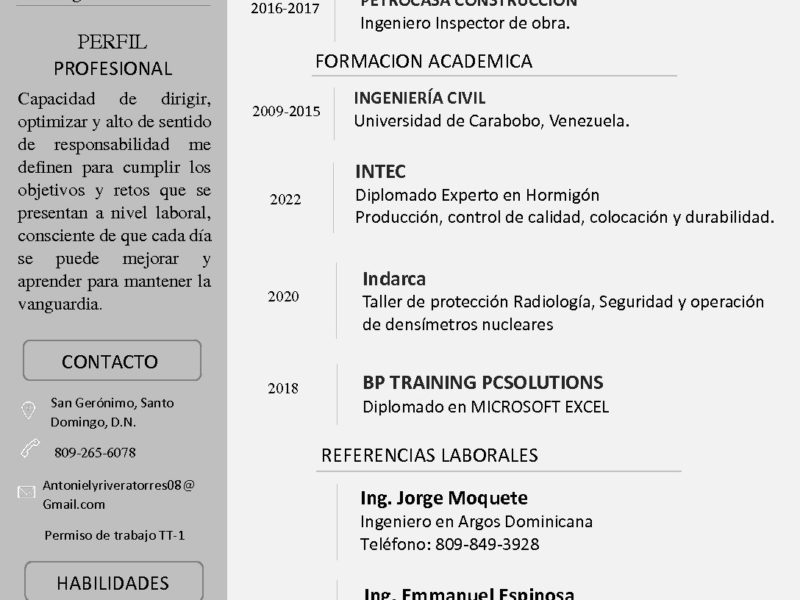 PERFIL
PROFESIONAL
Capacidad de dirigir,
optimizar y alto de sentido
de responsabilidad me
definen para cumplir los
objetivos y retos que se
presentan a nivel laboral,
consciente de que cada día
se puede mejorar y
aprender para mantener la
vanguardia.
CONTACTO
San Gerónimo, Santo
Domingo, D.N.
809-265-6078
Antonielyriveratorres08@
Gmail.com
Permiso de trabajo TT-1
HABILIDADES
2016-2017
PETROCASA CONSTRUCCIÓN
Ingeniero Inspector de obra.
FORMACION ACADEMICA
2009-2015
INGENIERÍA CIVIL
Universidad de Carabobo, Venezuela.
2022
INTEC
Diplomado Experto en Hormigón
Producción, control de calidad, colocación y durabilidad.
2020
Indarca
Taller de protección Radiología, Seguridad y operación
de densímetros nucleares
2018
BP TRAINING PCSOLUTIONS
Diplomado en MICROSOFT EXCEL
REFERENCIAS LABORALES
Ing. Jorge Moquete
Ingeniero en Argos Dominicana
Teléfono: 809-849-3928
Ing. Emmanuel Espinosa